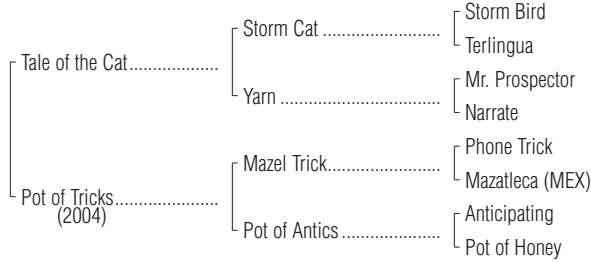 Storm Bird
Storm Cat ........................
Terlingua
Tale of the Cat..................
Mr. Prospector
Yarn .................................
Narrate
Phone Trick
Mazel Trick.......................
Mazatleca (MEX)
Pot of Tricks.....................
(2004)
Anticipating
Pot of Antics ....................
Pot of Honey